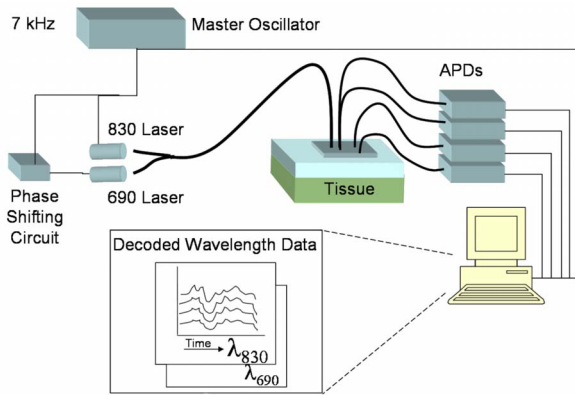 7 kHz
Master Oscillator
APDs
830 Laser
690 Laser
Phase
Shifting
Circuit
Tissue
Decoded Wavelength Data
Time
λ830
λ690